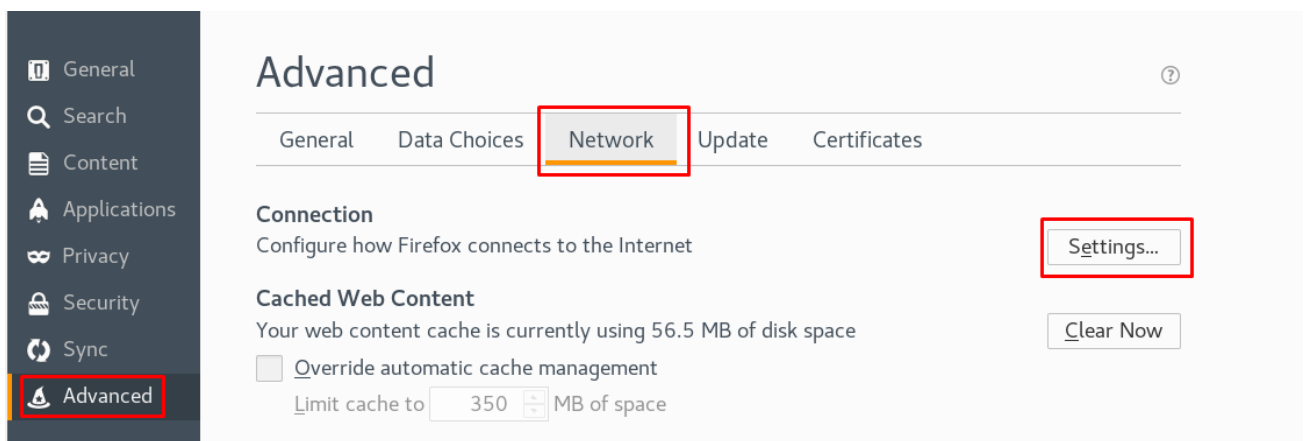 General
Search
Content
Applications
Privacy
Security
Sync
Advanced
Advanced
?
General Data Choices Network Update Certificates
Connection
Configure how Firefox connects to the Internet
Settings...
Cached Web Content
Your web content cache is currently using 56.5 MB of disk space
Clear Now
Override automatic cache management
Limit cache to 350 MB of space